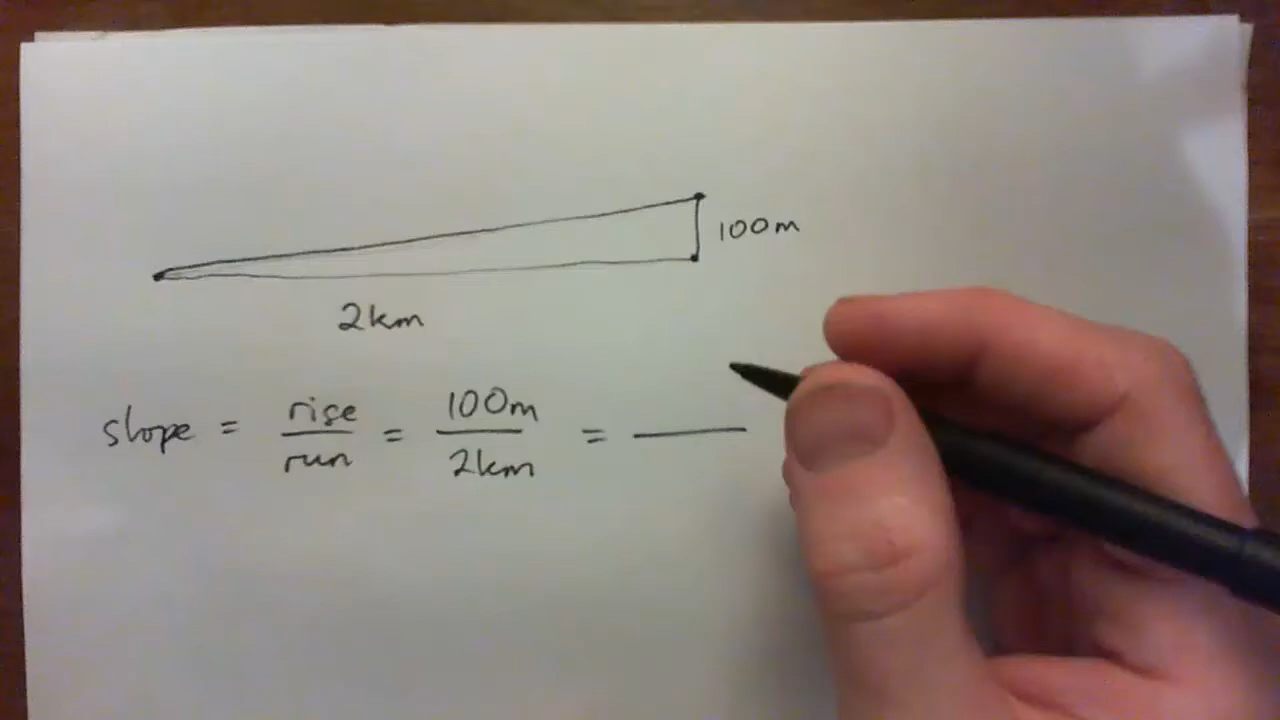 100m
2km
slope = rise/run = 100m/2km = ——